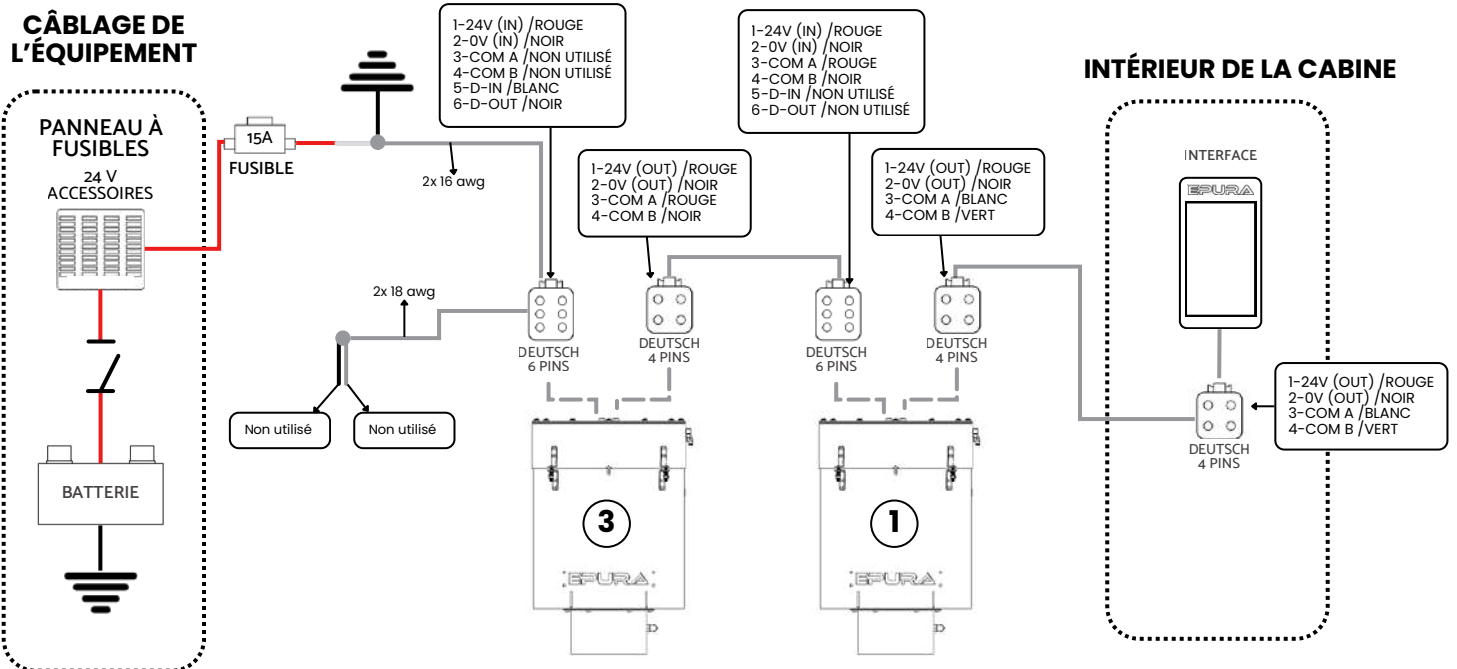 CÂBLAGE DE
L'ÉQUIPEMENT
PANNEAU À
FUSIBLES
24 V
ACCESSOIRES
BATTERIE
15A
FUSIBLE
2x 16 awg
2x 18 awg
Non utilisé
Non utilisé
1-24V (IN) /ROUGE
2-0V (IN) /NOIR
3-COM A /NON UTILISÉ
4-COM B /NON UTILISÉ
5-D-IN /BLANC
6-D-OUT /NOIR
1-24V (OUT) /ROUGE
2-0V (OUT) /NOIR
3-COM A /ROUGE
4-COM B /NOIR
DEUTSCH
6 PINS
DEUTSCH
4 PINS
3
EPURA
1-24V (IN) /ROUGE
2-0V (IN) /NOIR
3-COM A /ROUGE
4-COM B /NOIR
5-D-IN /NON UTILISÉ
6-D-OUT /NON UTILISÉ
1-24V (OUT) /ROUGE
2-0V (OUT) /NOIR
3-COM A /BLANC
4-COM B /VERT
DEUTSCH
6 PINS
DEUTSCH
4 PINS
1
EPURA
INTÉRIEUR DE LA CABINE
INTERFACE
EPURA
1-24V (OUT) /ROUGE
2-0V (OUT) /NOIR
3-COM A /BLANC
4-COM B /VERT
DEUTSCH
4 PINS